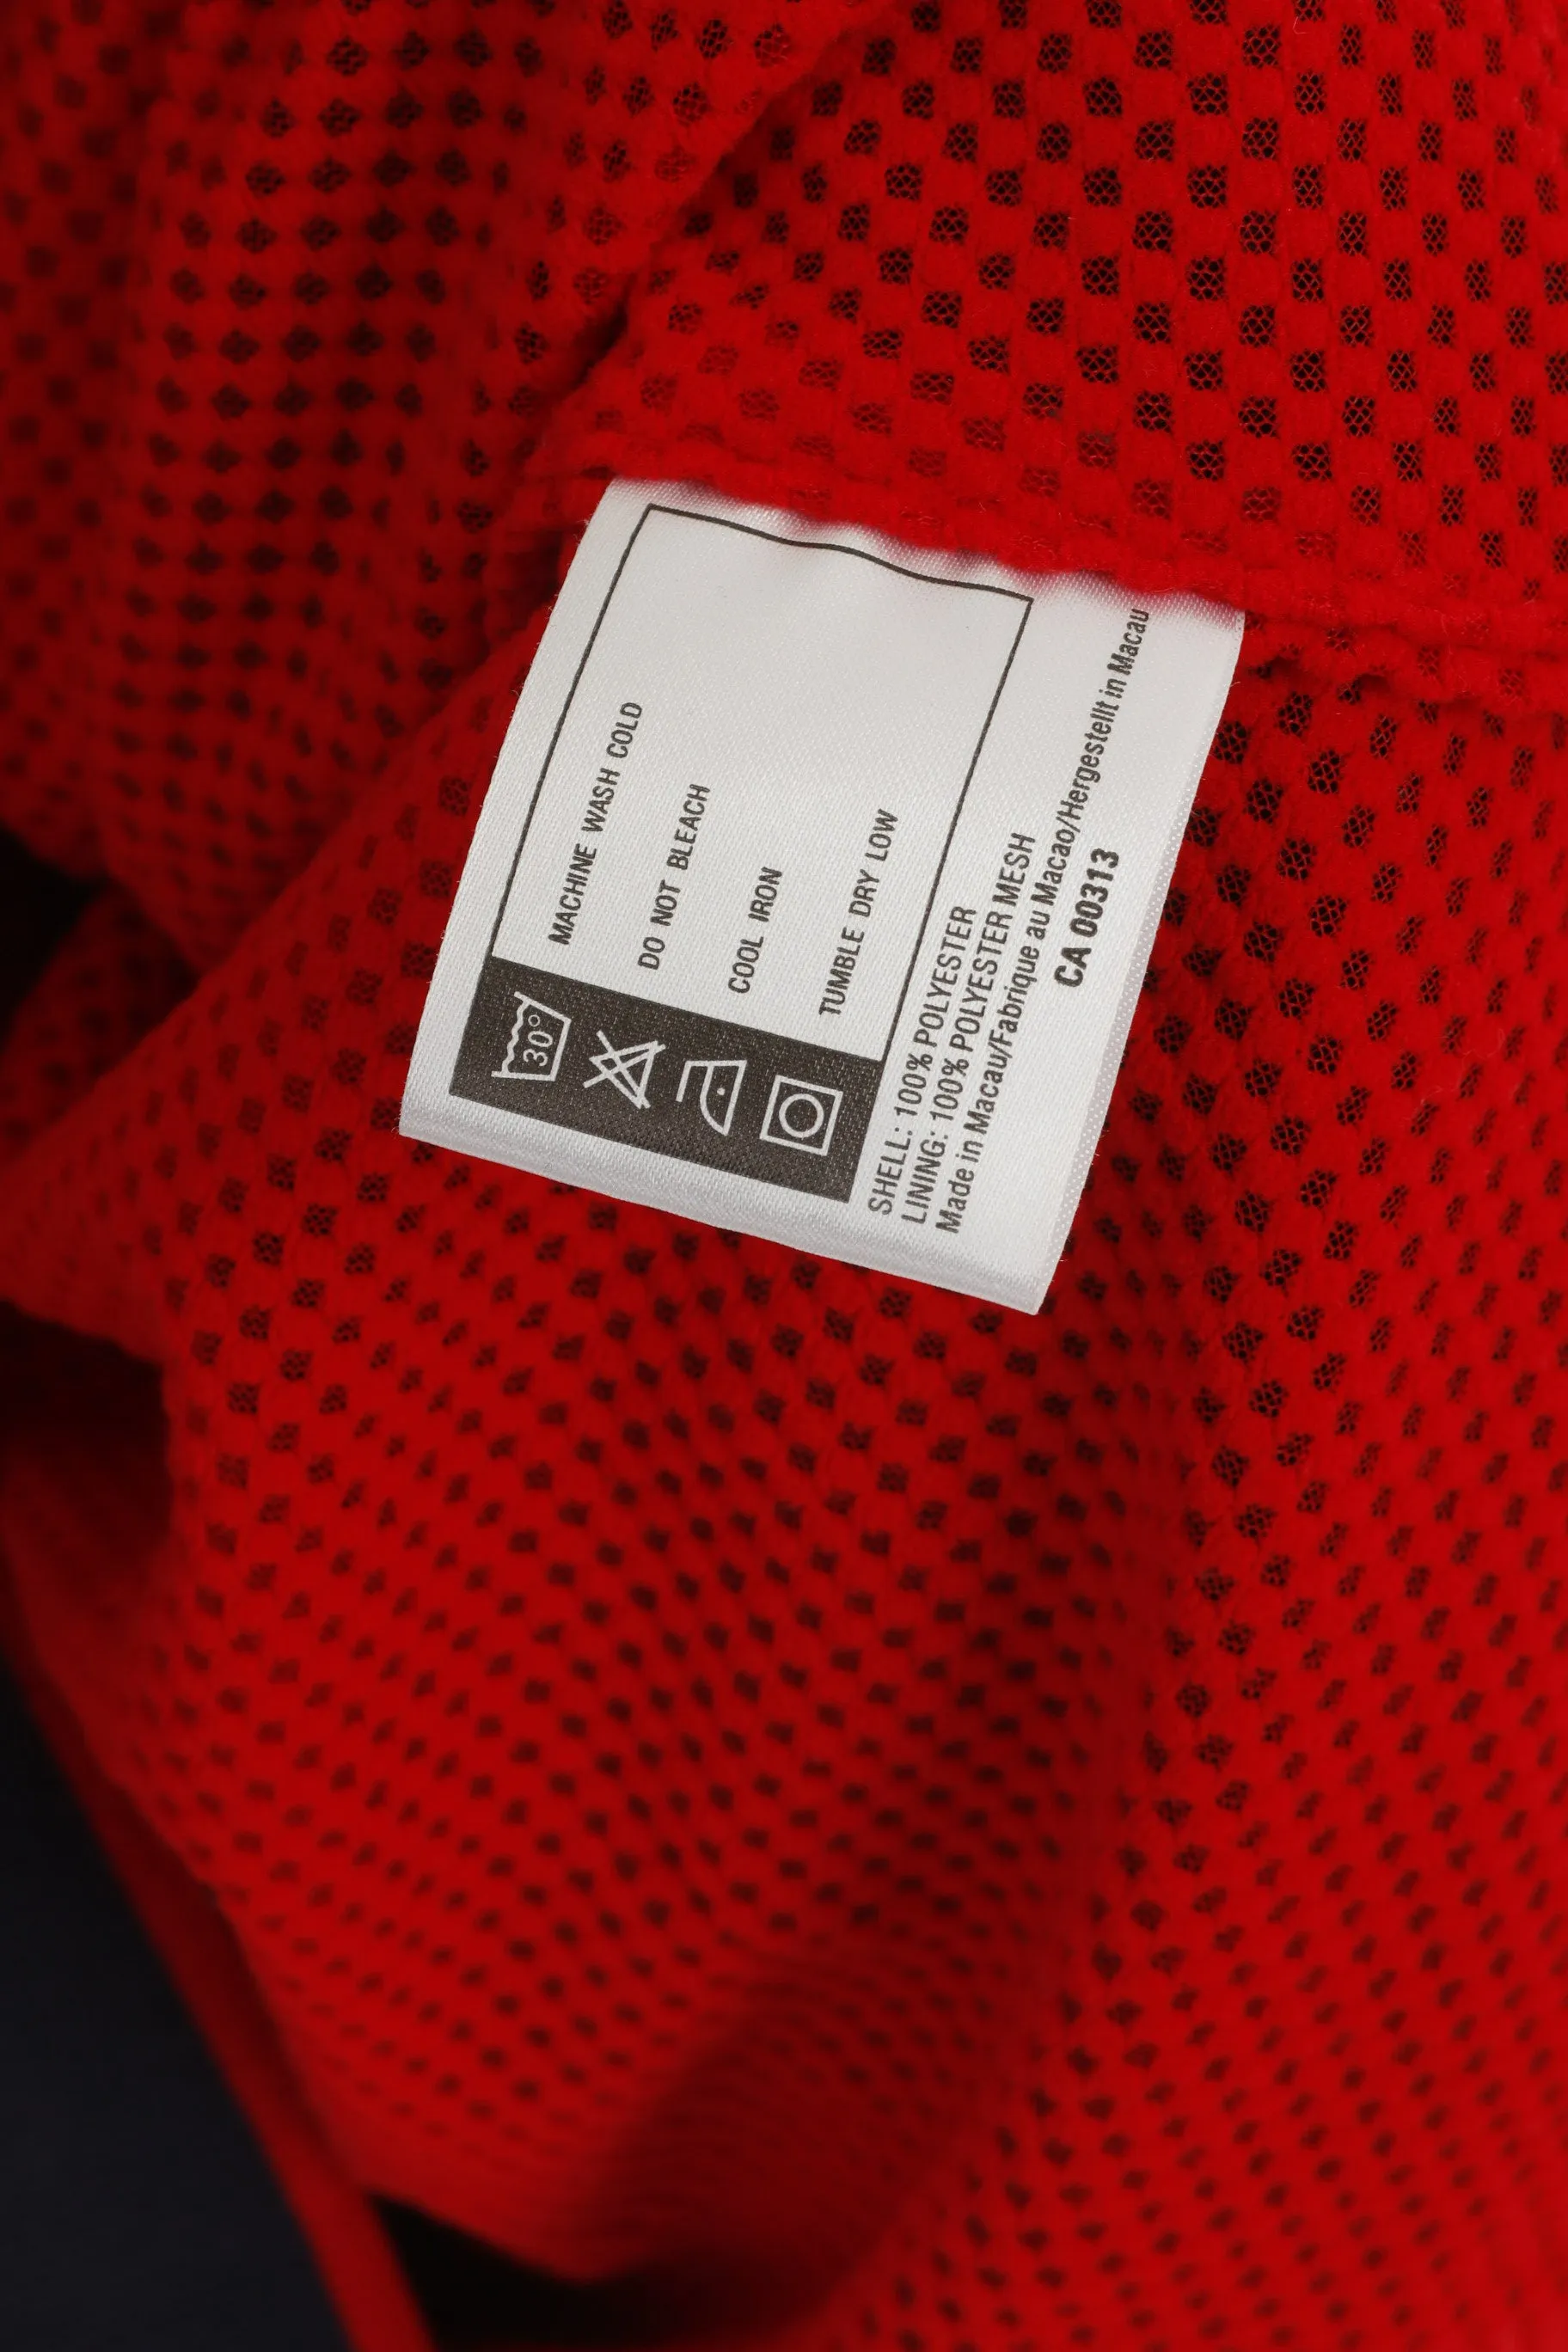 MACHINE WASH COLD
30°
DO NOT BLEACH
COOL IRON
TUMBLE DRY LOW
SHELL: 100% POLYESTER
LINING: 100% POLYESTER MESH
Made in Macau/Fabrique au Macao/Hergestellt in Macau
CA 00313